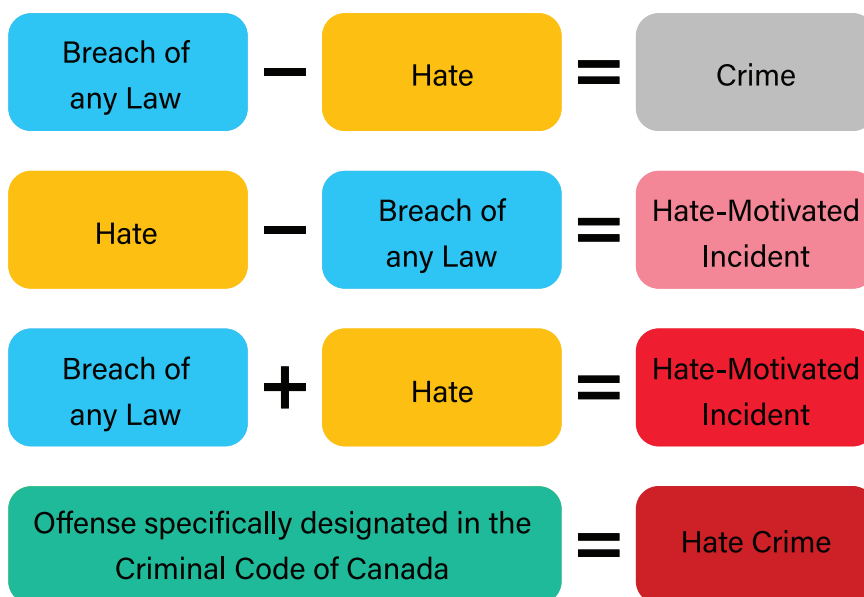 Breach of
any Law
−
Hate
=
Crime
Hate
−
Breach of
any Law
=
Hate-Motivated
Incident
Breach of
any Law
+
Hate
=
Hate-Motivated
Incident
Offense specifically designated in the
Criminal Code of Canada
=
Hate Crime